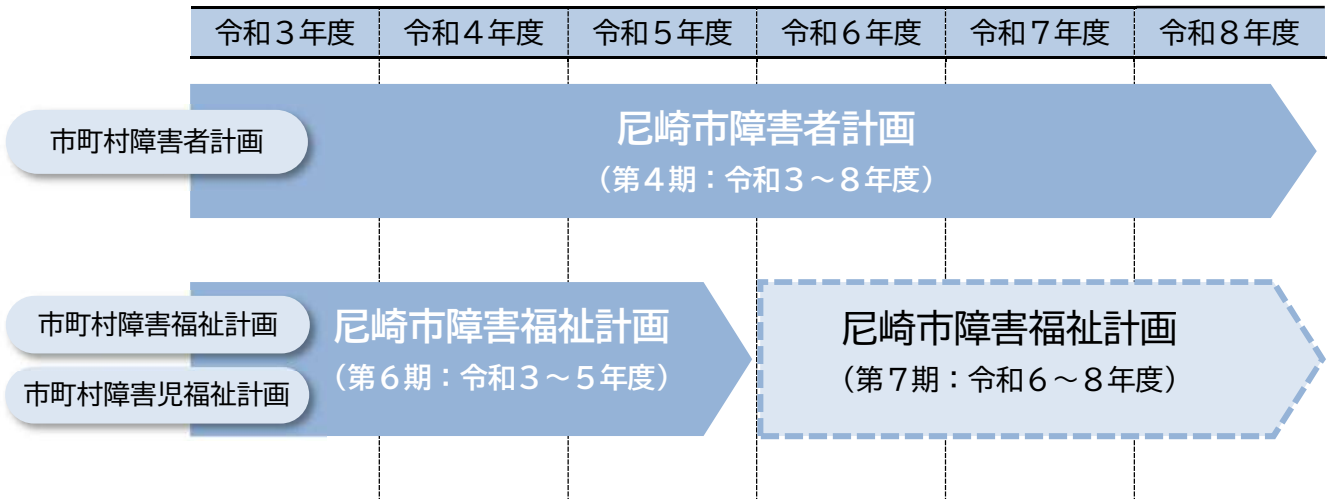 令和３年度 令和４年度 令和５年度 令和６年度 令和７年度 令和８年度
市町村障害者計画
尼崎市障害者計画
（第４期：令和３～８年度）
市町村障害福祉計画
市町村障害児福祉計画
尼崎市障害福祉計画
（第６期：令和３～５年度）
尼崎市障害福祉計画
（第７期：令和６～８年度）